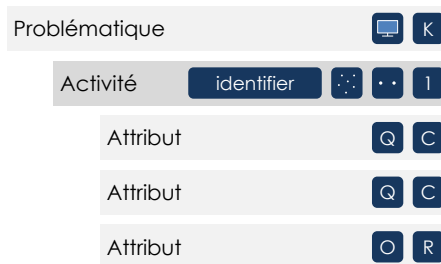 Problématique K
Activité identifier 1
Attribut Q C
Attribut Q C
Attribut O R